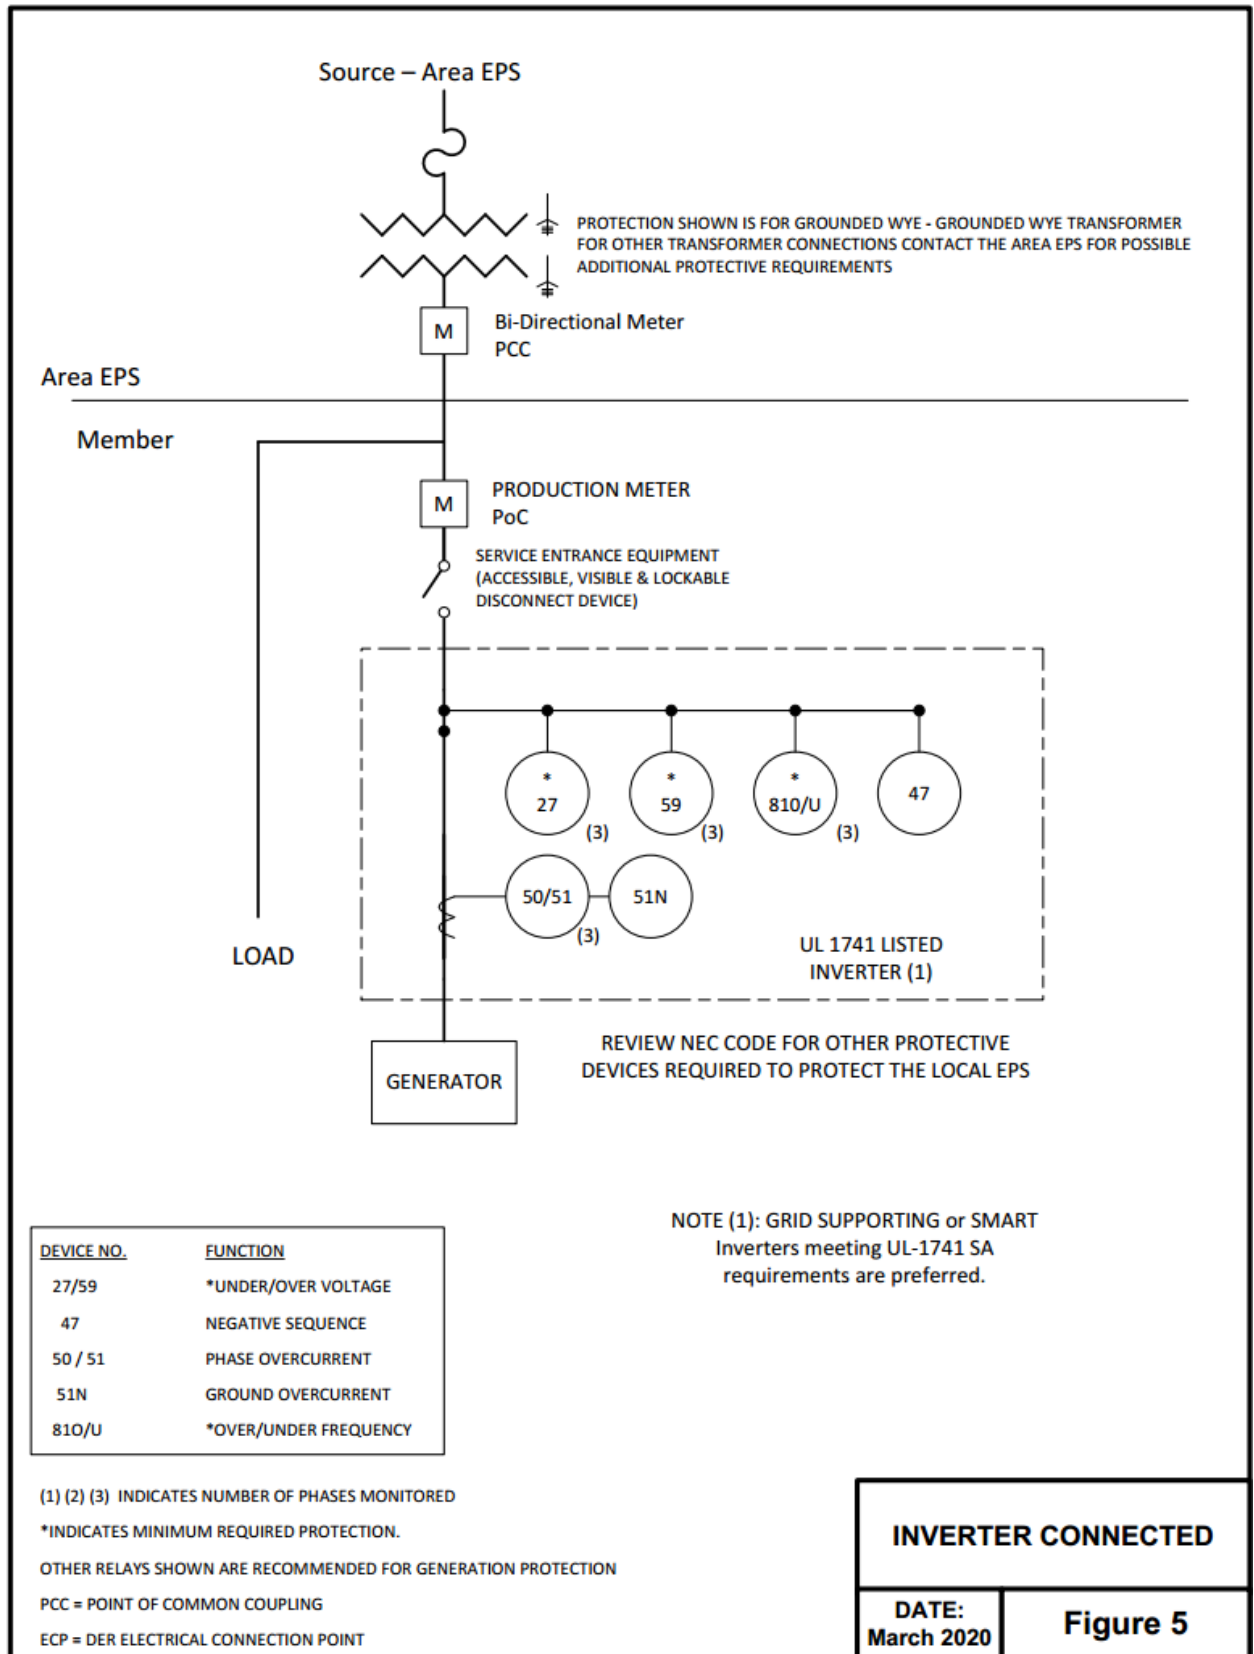 Source – Area EPS
PROTECTION SHOWN IS FOR GROUNDED WYE - GROUNDED WYE TRANSFORMER
FOR OTHER TRANSFORMER CONNECTIONS CONTACT THE AREA EPS FOR POSSIBLE
ADDITIONAL PROTECTIVE REQUIREMENTS
M
Bi-Directional Meter
PCC
Area EPS
Member
M
PRODUCTION METER
PoC
SERVICE ENTRANCE EQUIPMENT
(ACCESSIBLE, VISIBLE & LOCKABLE
DISCONNECT DEVICE)
* 
27
(3)
*
59
(3)
*
81O/U
(3)
47
50/51
(3)
51N
UL 1741 LISTED
INVERTER (1)
LOAD
REVIEW NEC CODE FOR OTHER PROTECTIVE
DEVICES REQUIRED TO PROTECT THE LOCAL EPS
GENERATOR
NOTE (1): GRID SUPPORTING or SMART
Inverters meeting UL-1741 SA
requirements are preferred.
DEVICE NO. FUNCTION
27/59 *UNDER/OVER VOLTAGE
47 NEGATIVE SEQUENCE
50 / 51 PHASE OVERCURRENT
51N GROUND OVERCURRENT
81O/U *OVER/UNDER FREQUENCY
(1) (2) (3) INDICATES NUMBER OF PHASES MONITORED
*INDICATES MINIMUM REQUIRED PROTECTION.
OTHER RELAYS SHOWN ARE RECOMMENDED FOR GENERATION PROTECTION
PCC = POINT OF COMMON COUPLING
ECP = DER ELECTRICAL CONNECTION POINT
INVERTER CONNECTED
DATE:
March 2020
Figure 5